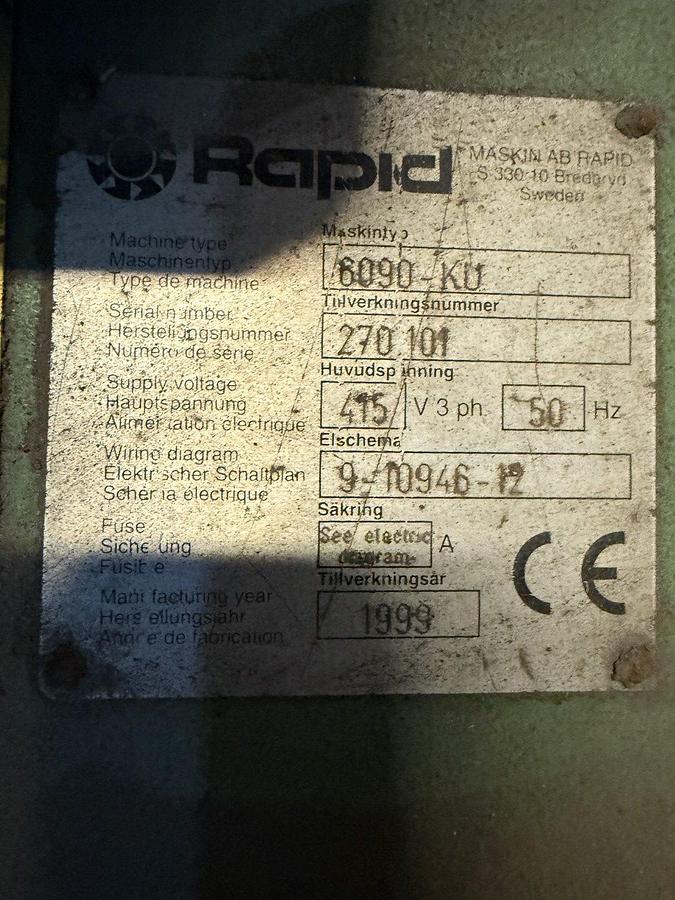 Rapid
MASKIN AB RAPID
S 330 10 Bredaryd
Sweden
Maskintyp
Machine type
Maschinentyp
Type de machine
6090-KU
Tillverkningsnummer
Serial number
Herstellungsnummer
Numéro de série
270 101
Huvudspänning
Supply voltage
Hauptspannung
Alimentation électrique
415 V 3 ph. 50 Hz
Elschema
Wiring diagram
Elektrischer Schaltplan
Schéma électrique
9-10946-12
Säkring
Fuse
Sicherung
Fusible
See electric
diagram A
Tillverkningsår
Manufacturing year
Herstellungsjahr
Année de fabrication
1999
CE